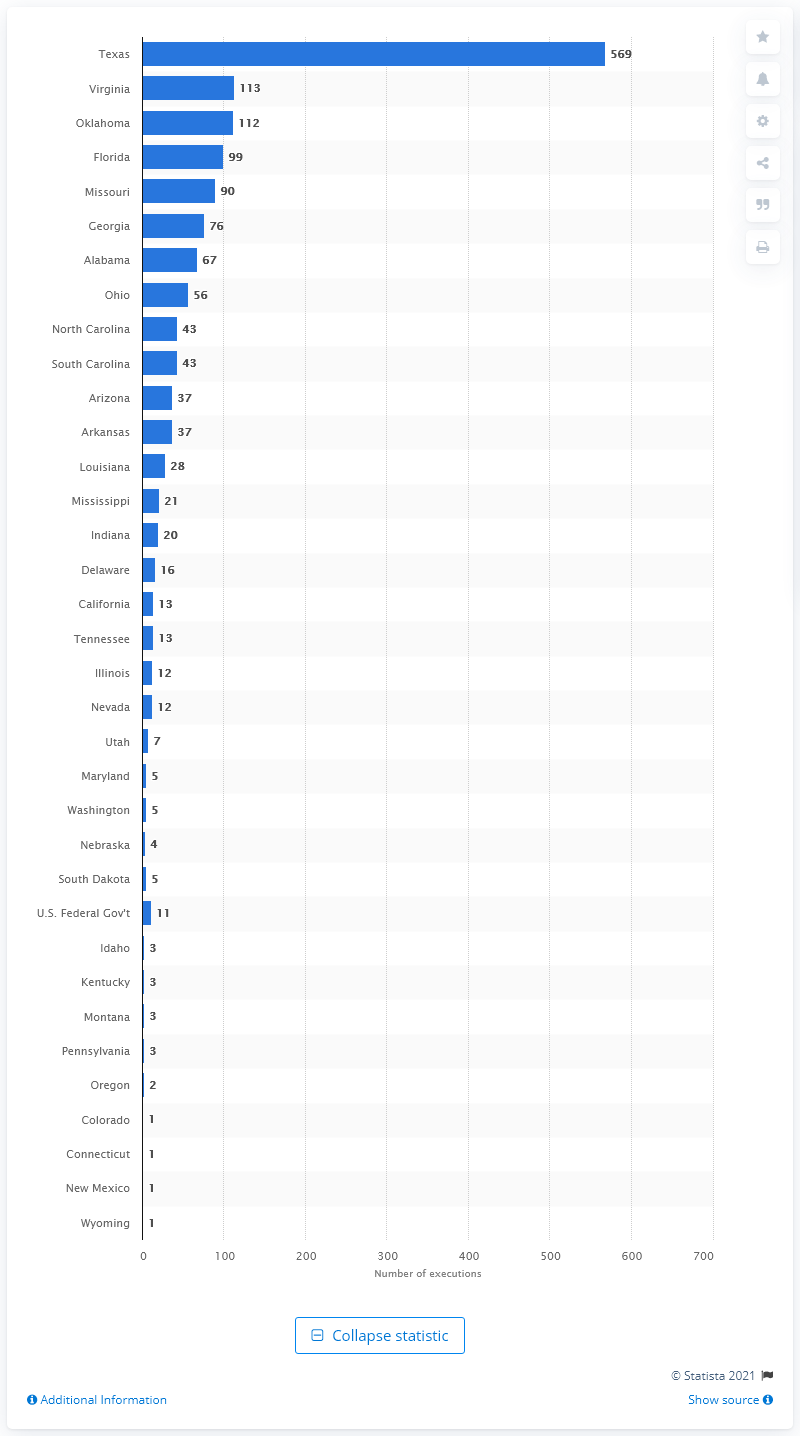 Texas 569
Virginia 113
Oklahoma 112
Florida 99
Missouri 90
Georgia 76
Alabama 67
Ohio 56
North Carolina 43
South Carolina 43
Arizona 37
Arkansas 37
Louisiana 28
Mississippi 21
Indiana 20
Delaware 16
California 13
Tennessee 13
Illinois 12
Nevada 12
Utah 7
Maryland 5
Washington 5
Nebraska 4
South Dakota 5
U.S. Federal Gov't 11
Idaho 3
Kentucky 3
Montana 3
Pennsylvania 3
Oregon 2
Colorado 1
Connecticut 1
New Mexico 1
Wyoming 1
0 100 200 300 400 500 600 700
Number of executions
Collapse statistic
© Statista 2021
Additional Information Show source